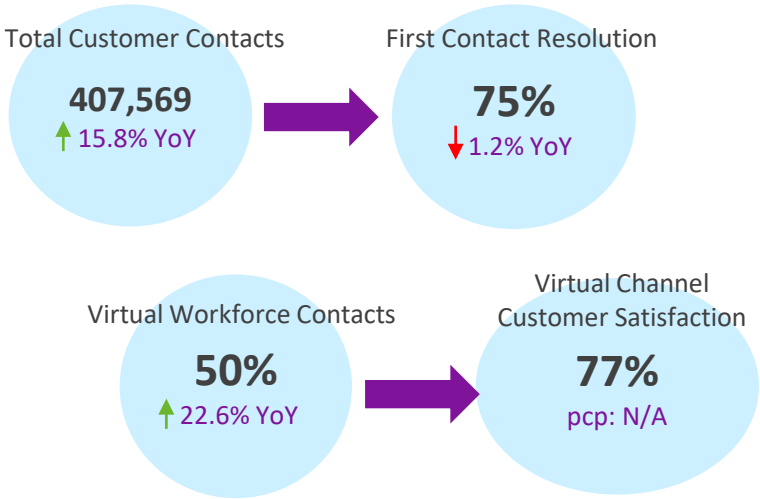 Total Customer Contacts
407,569
15.8% YoY
First Contact Resolution
75%
1.2% YoY
Virtual Workforce Contacts
50%
22.6% YoY
Virtual Channel
Customer Satisfaction
77%
pcp: N/A